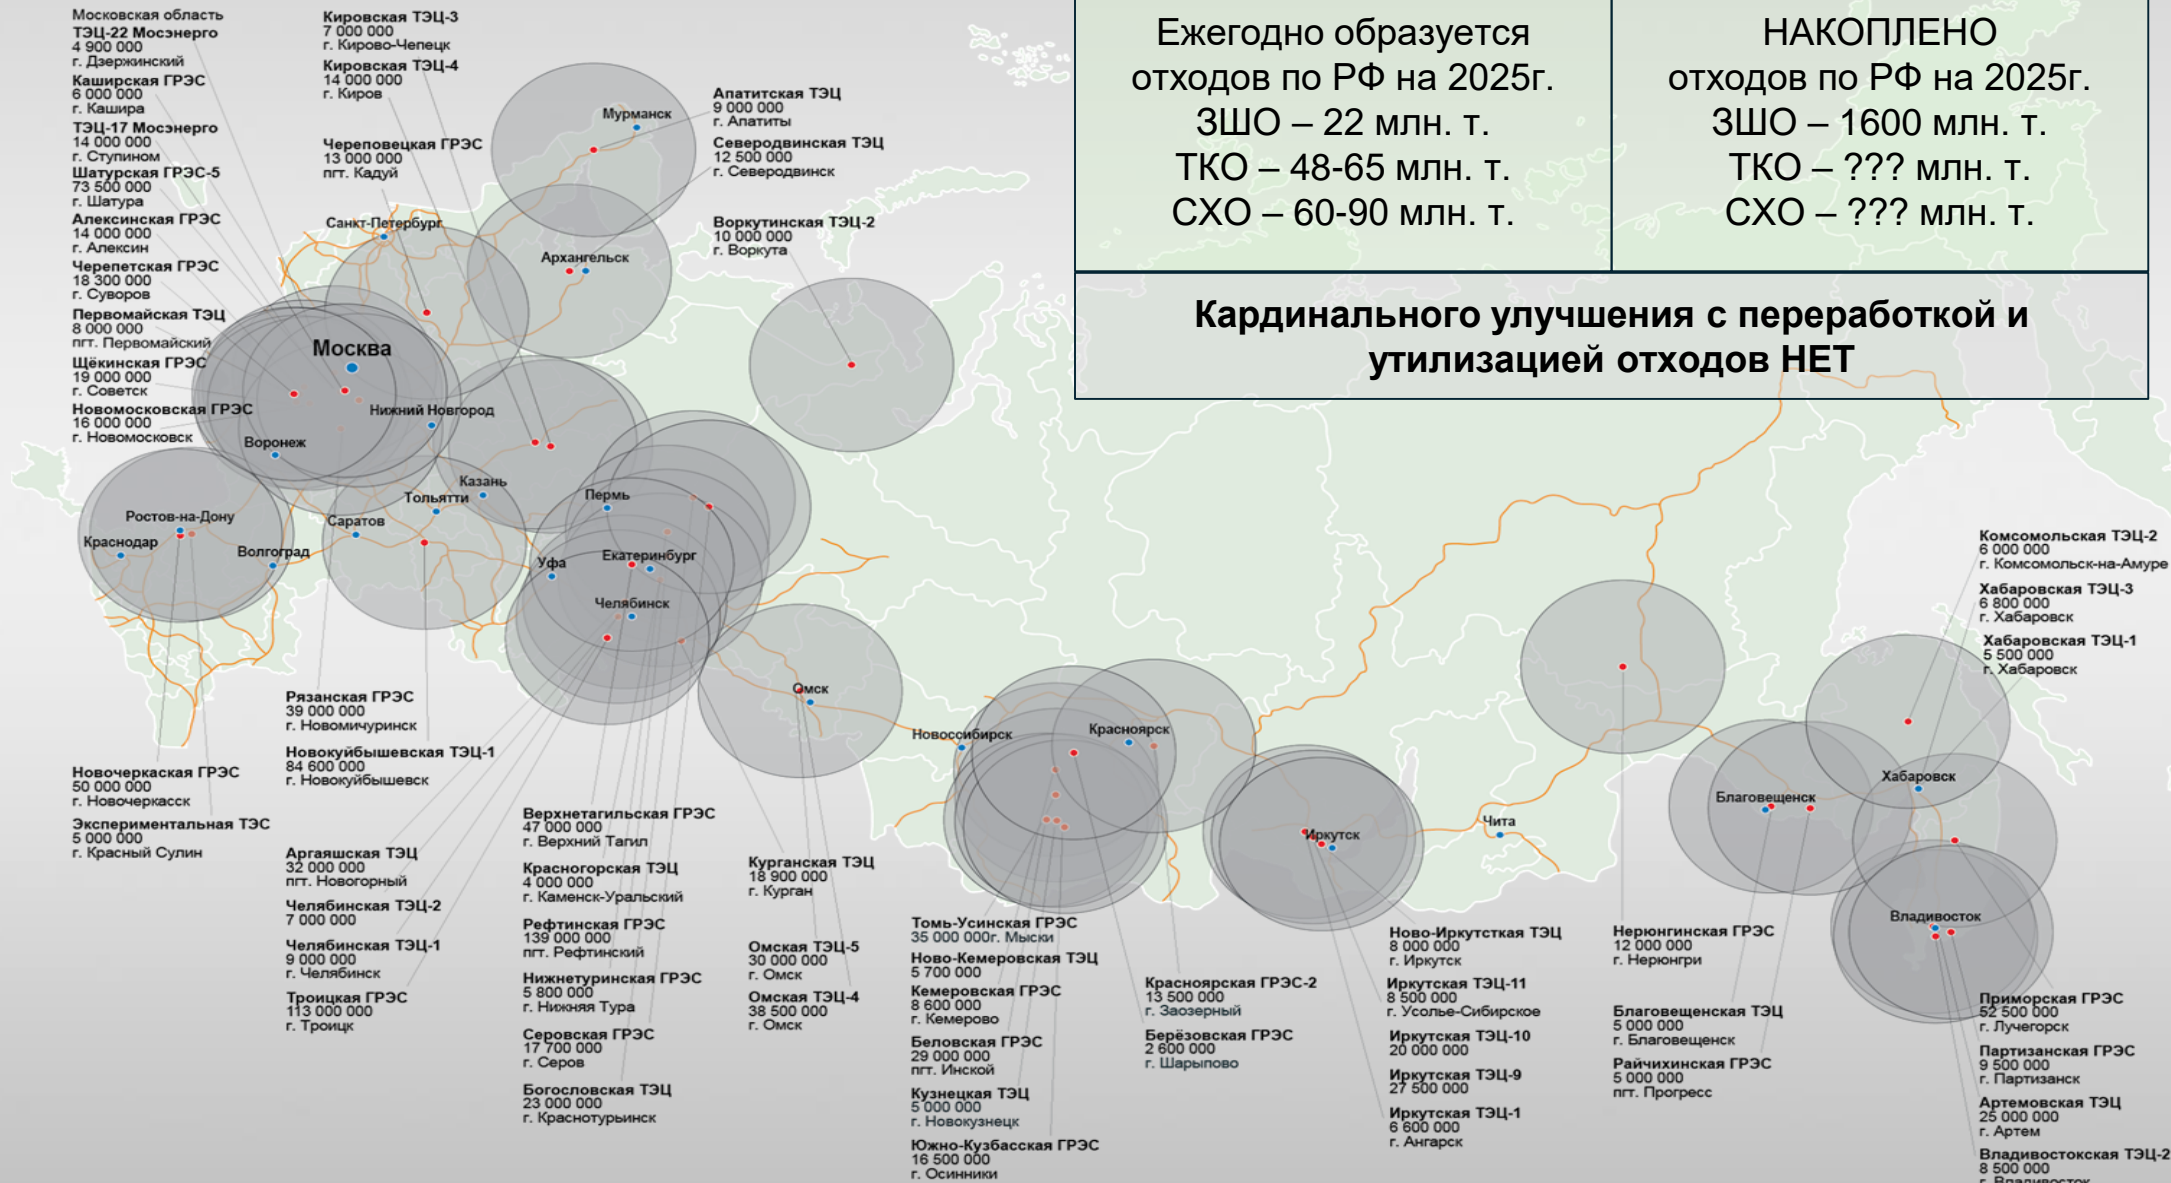 Московская область
ТЭЦ-22 Мосэнерго
4 900 000
г. Дзержинский
Каширская ГРЭС
6 000 000
г. Кашира
ТЭЦ-17 Мосэнерго
14 000 000
г. Ступином
Шатурская ГРЭС-5
73 500 000
г. Шатура
Алексинская ГРЭС
14 000 000
г. Алексин
Черепетская ГРЭС
18 300 000
г. Суворов
Первомайская ТЭЦ
8 000 000
пгт. Первомайский
Щёкинская ГРЭС
19 000 000
г. Советск
Новомосковская ГРЭС
16 000 000
г. Новомосковск
Кировская ТЭЦ-3
7 000 000
г. Кирово-Чепецк
Кировская ТЭЦ-4
14 000 000
г. Киров
Череповецкая ГРЭС
13 000 000
пгт. Кадуй
Апатитская ТЭЦ
9 000 000
г. Апатиты
Северодвинская ТЭЦ
12 500 000
г. Северодвинск
Воркутинская ТЭЦ-2
10 000 000
г. Воркута
Ежегодно образуется
отходов по РФ на 2025г.
ЗШО – 22 млн. т.
ТКО – 48-65 млн. т.
СХО – 60-90 млн. т.
НАКОПЛЕНО
отходов по РФ на 2025г.
ЗШО – 1600 млн. т.
ТКО – ??? млн. т.
СХО – ??? млн. т.
Кардинального улучшения с переработкой и
утилизацией отходов НЕТ
Мурманск
Санкт-Петербург
Архангельск
Москва
Нижний Новгород
Воронеж
Казань
Тольятти
Пермь
Ростов-на-Дону
Саратов
Краснодар
Волгоград
Уфа
Екатеринбург
Челябинск
Омск
Новоссибирск
Красноярск
Иркутск
Чита
Благовещенск
Хабаровск
Владивосток
Комсомольская ТЭЦ-2
6 000 000
г. Комсомольск-на-Амуре
Хабаровская ТЭЦ-3
6 800 000
г. Хабаровск
Хабаровская ТЭЦ-1
5 500 000
г. Хабаровск
Рязанская ГРЭС
39 000 000
г. Новомичуринск
Новокуйбышевская ТЭЦ-1
84 600 000
г. Новокуйбышевск
Новочеркаская ГРЭС
50 000 000
г. Новочеркасск
Экспериментальная ТЭС
5 000 000
г. Красный Сулин
Аргаяшская ТЭЦ
32 000 000
пгт. Новогорный
Челябинская ТЭЦ-2
7 000 000
Челябинская ТЭЦ-1
9 000 000
г. Челябинск
Троицкая ГРЭС
113 000 000
г. Троицк
Верхнетагильская ГРЭС
47 000 000
г. Верхний Тагил
Красногорская ТЭЦ
4 000 000
г. Каменск-Уральский
Рефтинская ГРЭС
139 000 000
пгт. Рефтинский
Нижнетуринская ГРЭС
5 800 000
г. Нижняя Тура
Серовская ГРЭС
17 700 000
г. Серов
Богословская ТЭЦ
23 000 000
г. Краснотурьинск
Курганская ТЭЦ
18 900 000
г. Курган
Омская ТЭЦ-5
30 000 000
г. Омск
Омская ТЭЦ-4
38 500 000
г. Омск
Томь-Усинская ГРЭС
35 000 000г. Мыски
Ново-Кемеровская ТЭЦ
5 700 000
Кемеровская ГРЭС
8 600 000
г. Кемерово
Беловская ГРЭС
29 000 000
пгт. Инской
Кузнецкая ТЭЦ
5 000 000
г. Новокузнецк
Южно-Кузбасская ГРЭС
16 500 000
г. Осинники
Красноярская ГРЭС-2
13 500 000
г. Заозерный
Берёзовская ГРЭС
2 600 000
г. Шарыпово
Ново-Иркутсткая ТЭЦ
8 000 000
г. Иркутск
Иркутская ТЭЦ-11
8 500 000
г. Усолье-Сибирское
Иркутская ТЭЦ-10
20 000 000
Иркутская ТЭЦ-9
27 500 000
Иркутская ТЭЦ-1
6 600 000
г. Ангарск
Нерюнгинская ГРЭС
12 000 000
г. Нерюнгри
Благовещенская ТЭЦ
5 000 000
г. Благовещенск
Райчихинская ГРЭС
5 000 000
пгт. Прогресс
Приморская ГРЭС
52 500 000
г. Лучегорск
Партизанская ГРЭС
9 500 000
г. Партизанск
Артемовская ТЭЦ
25 000 000
г. Артем
Владивостокская ТЭЦ-2
8 500 000
г. Владивосток